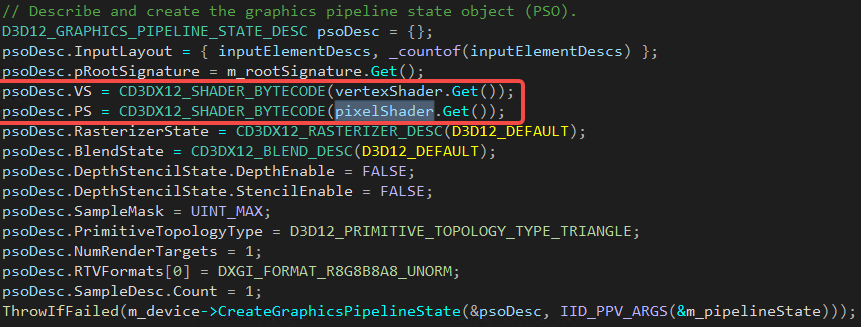 // Describe and create the graphics pipeline state object (PSO).
D3D12_GRAPHICS_PIPELINE_STATE_DESC psoDesc = {};
psoDesc.InputLayout = { inputElementDescs, _countof(inputElementDescs) };
psoDesc.pRootSignature = m_rootSignature.Get();
psoDesc.VS = CD3DX12_SHADER_BYTECODE(vertexShader.Get());
psoDesc.PS = CD3DX12_SHADER_BYTECODE(pixelShader.Get());
psoDesc.RasterizerState = CD3DX12_RASTERIZER_DESC(D3D12_DEFAULT);
psoDesc.BlendState = CD3DX12_BLEND_DESC(D3D12_DEFAULT);
psoDesc.DepthStencilState.DepthEnable = FALSE;
psoDesc.DepthStencilState.StencilEnable = FALSE;
psoDesc.SampleMask = UINT_MAX;
psoDesc.PrimitiveTopologyType = D3D12_PRIMITIVE_TOPOLOGY_TYPE_TRIANGLE;
psoDesc.NumRenderTargets = 1;
psoDesc.RTVFormats[0] = DXGI_FORMAT_R8G8B8A8_UNORM;
psoDesc.SampleDesc.Count = 1;
ThrowIfFailed(m_device->CreateGraphicsPipelineState(&psoDesc, IID_PPV_ARGS(&m_pipelineState)));